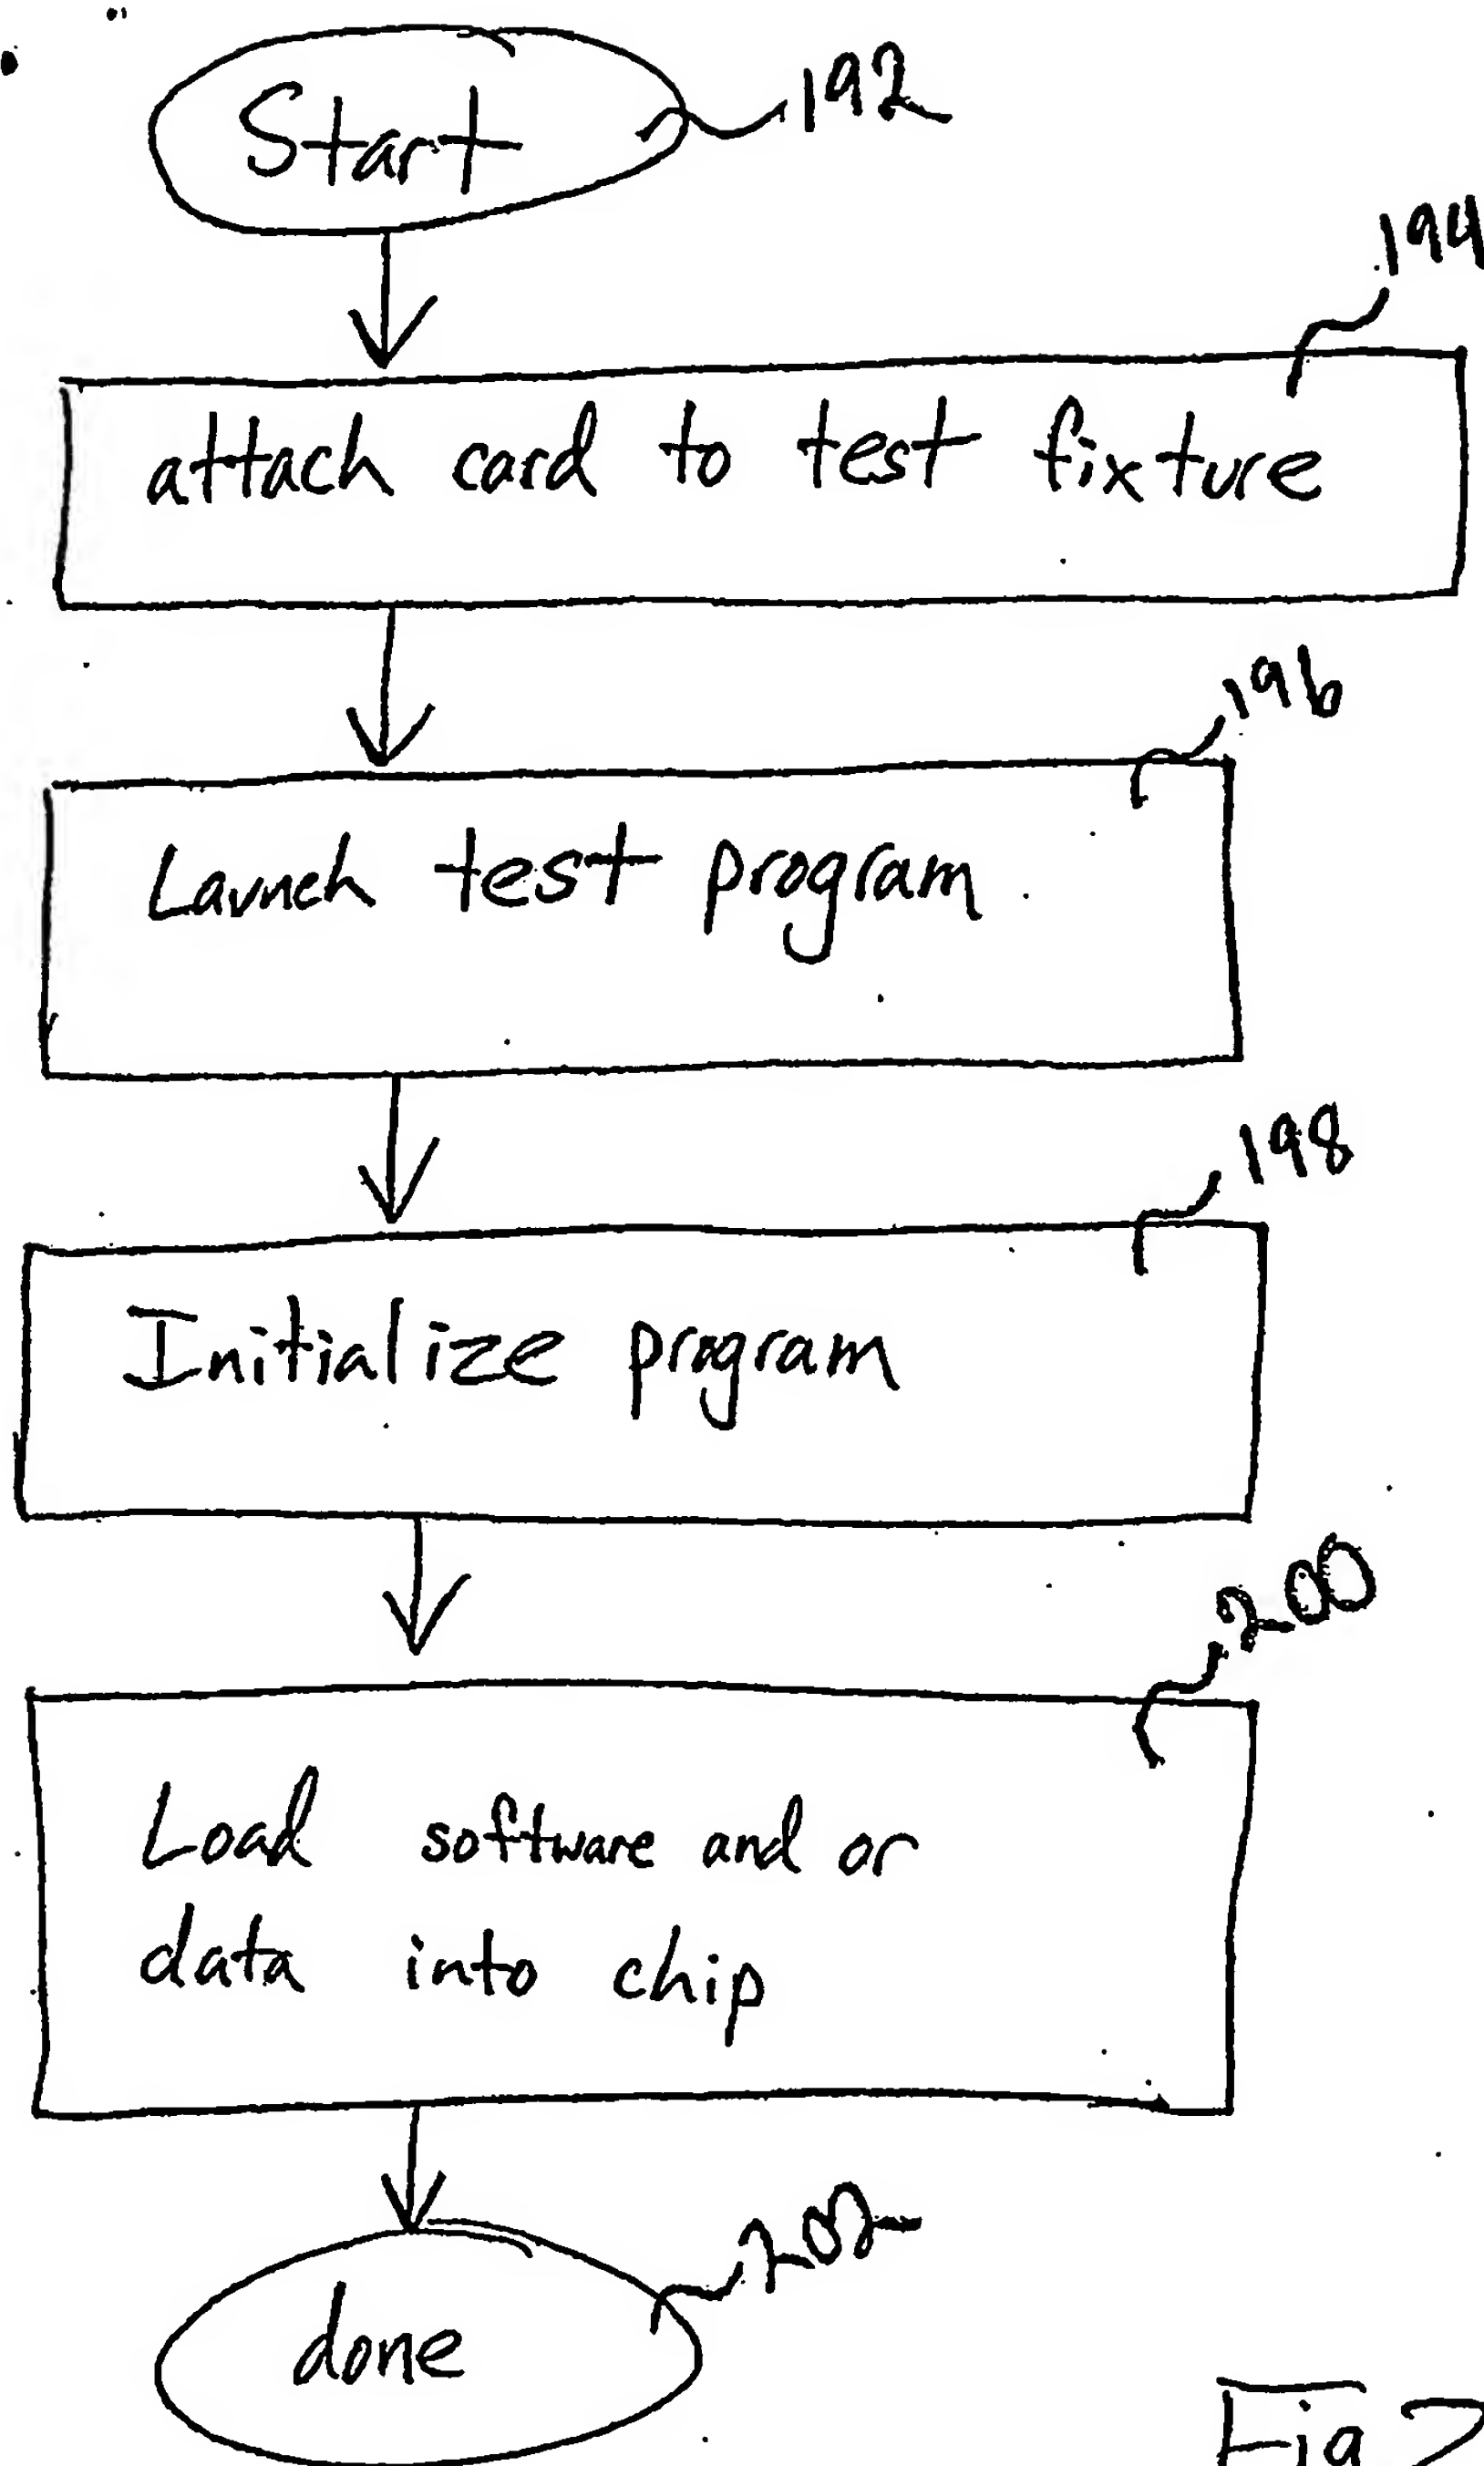 Start
192
194
attach card to test fixture
196
Launch test program
198
Initialize program
200
Load software and or
data into chip
202
done
Fig